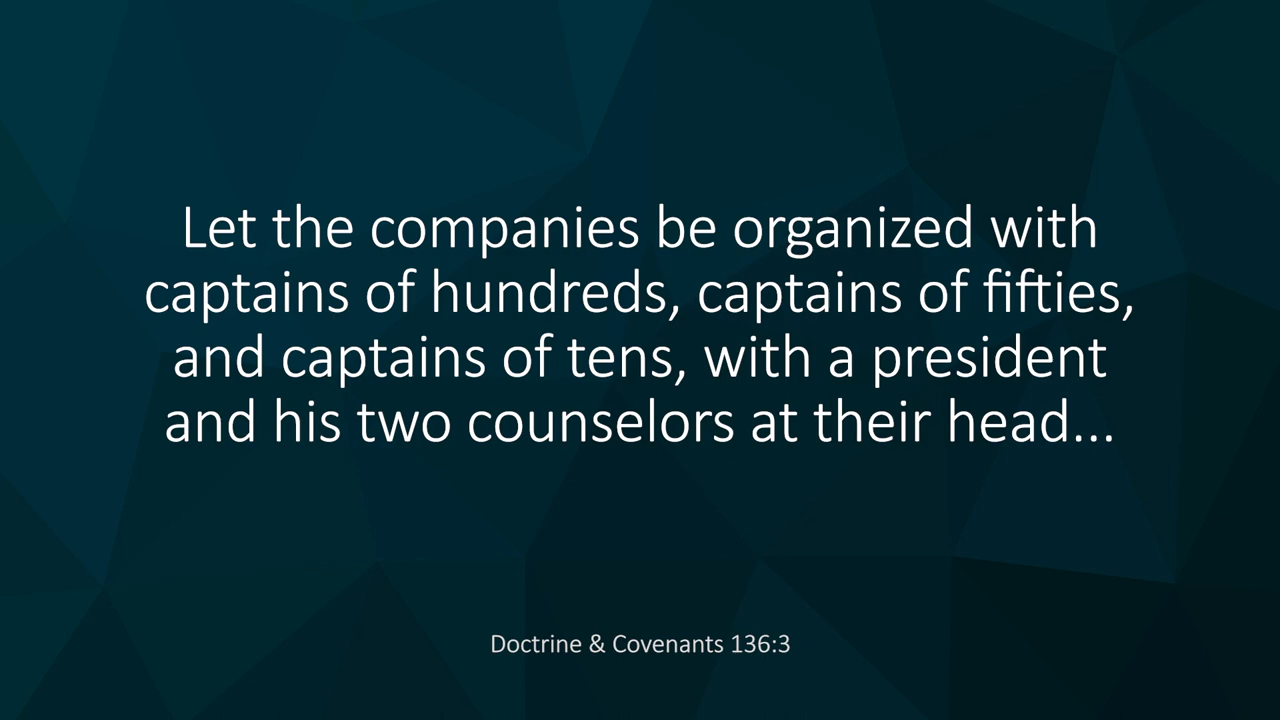 Let the companies be organized with
captains of hundreds, captains of fifties,
and captains of tens, with a president
and his two counselors at their head...
Doctrine & Covenants 136:3